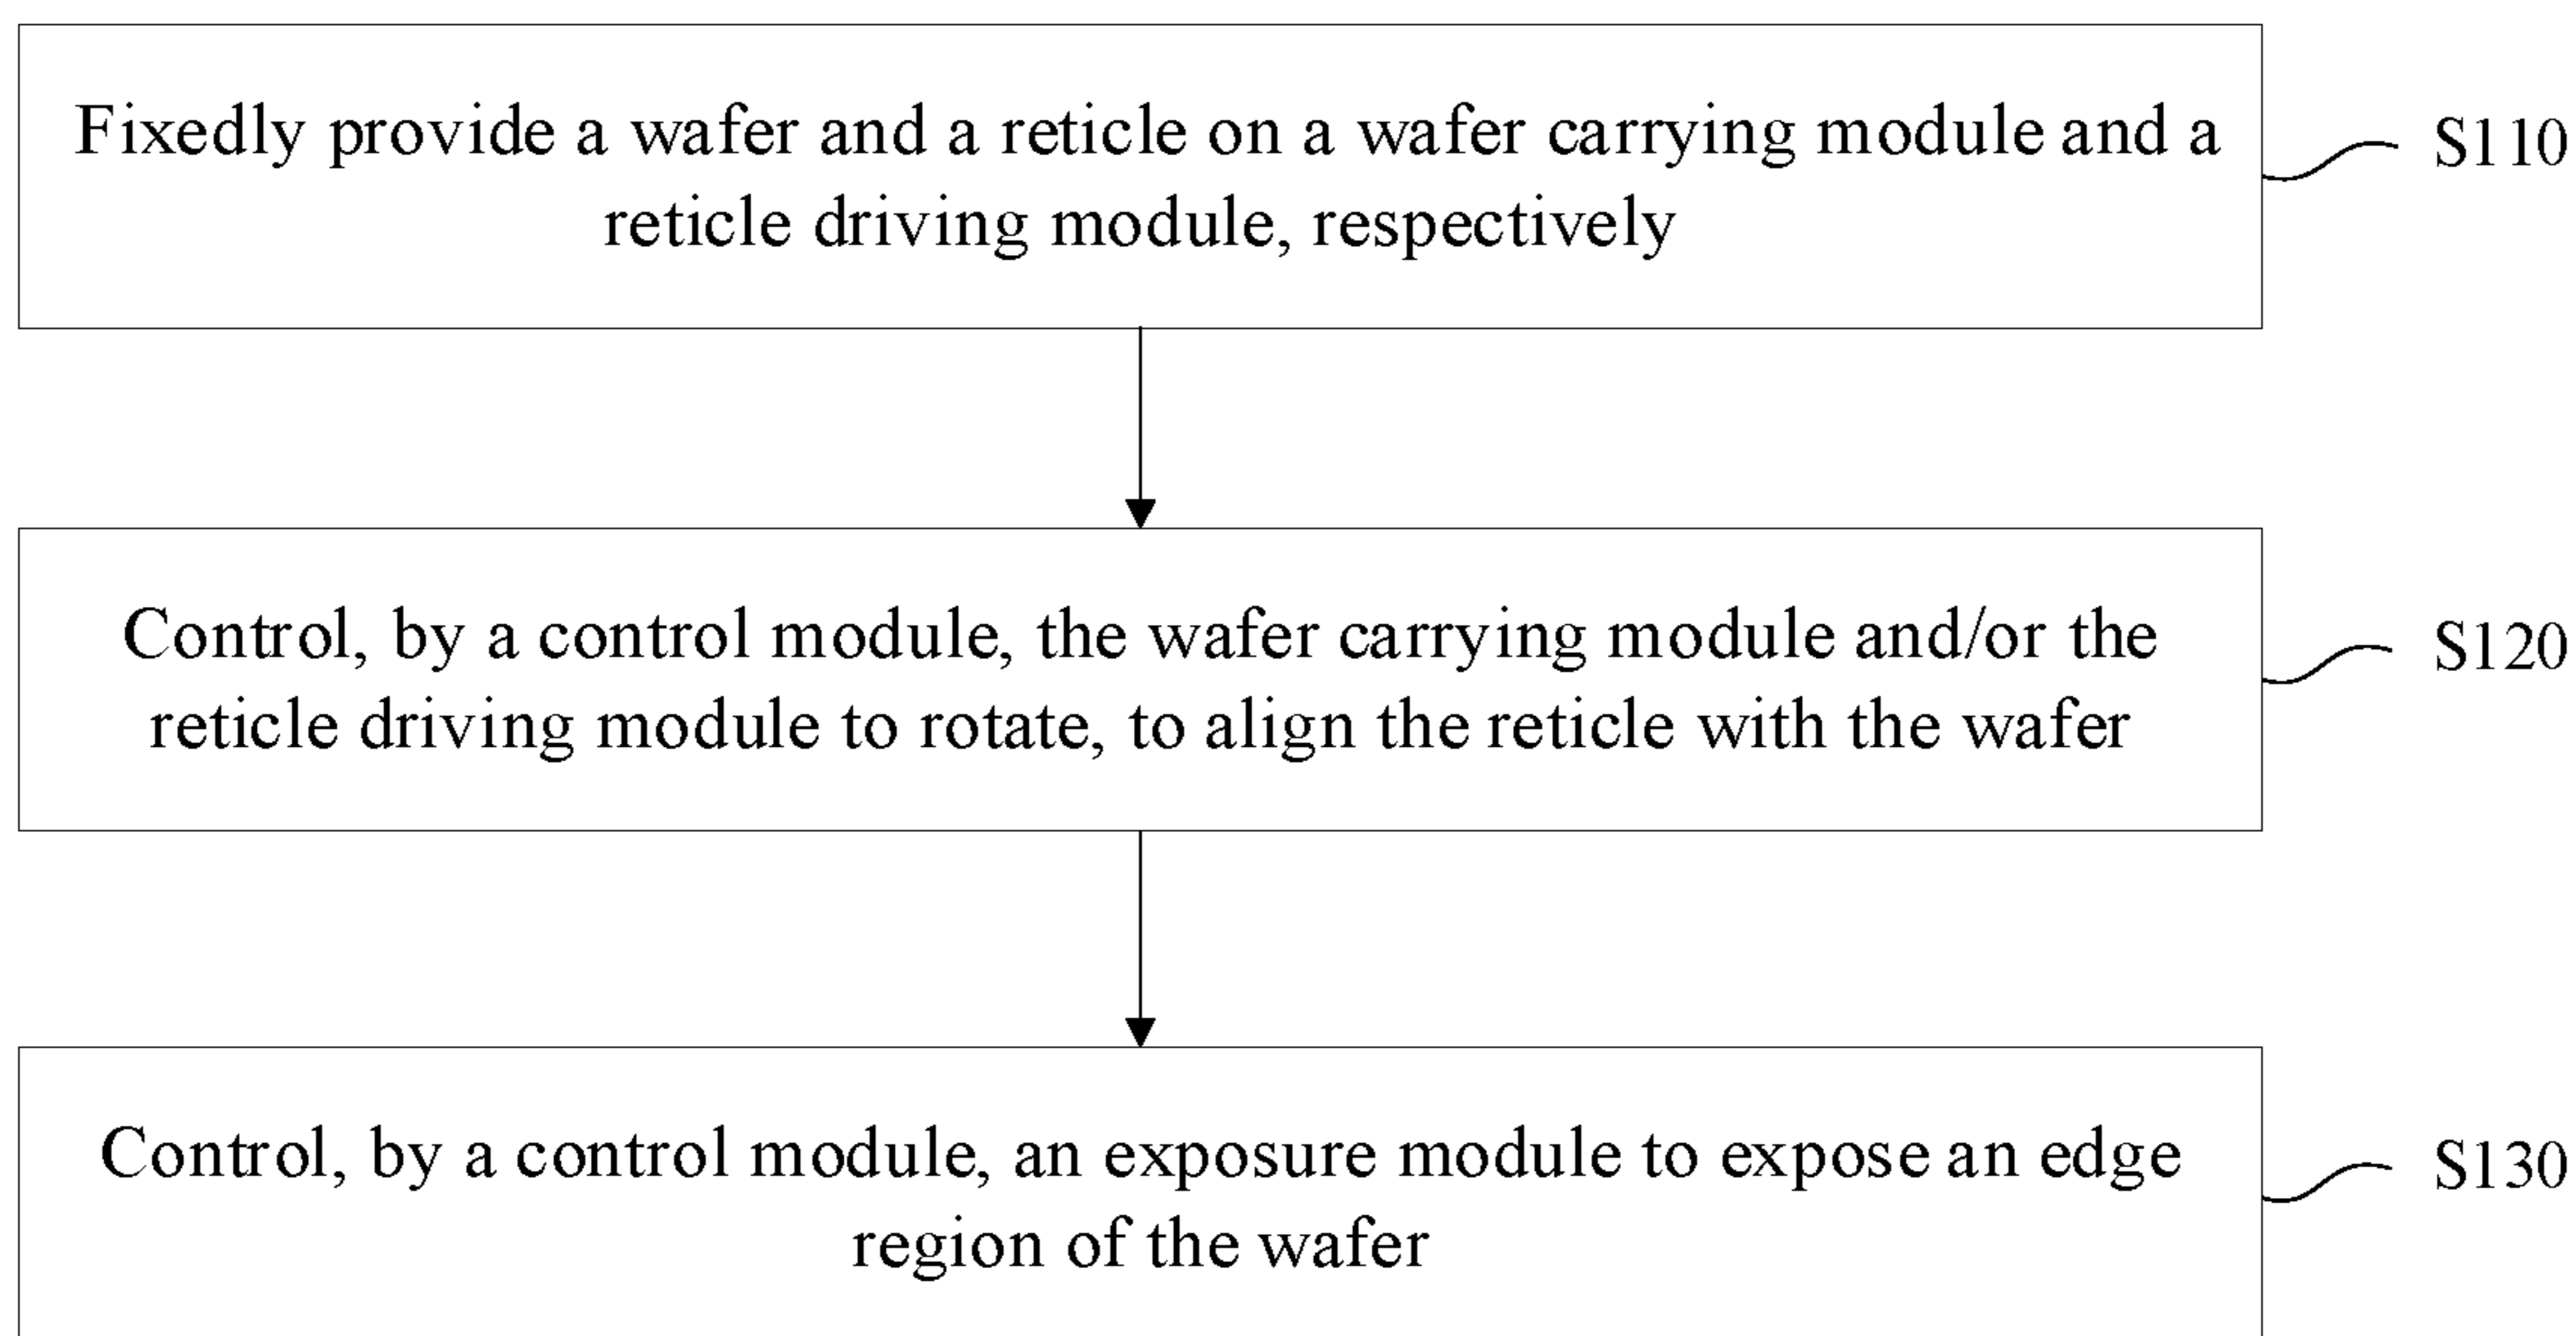 Fixedly provide a wafer and a reticle on a wafer carrying module and a
reticle driving module, respectively
S110
Control, by a control module, the wafer carrying module and/or the
reticle driving module to rotate, to align the reticle with the wafer
S120
Control, by a control module, an exposure module to expose an edge
region of the wafer
S130